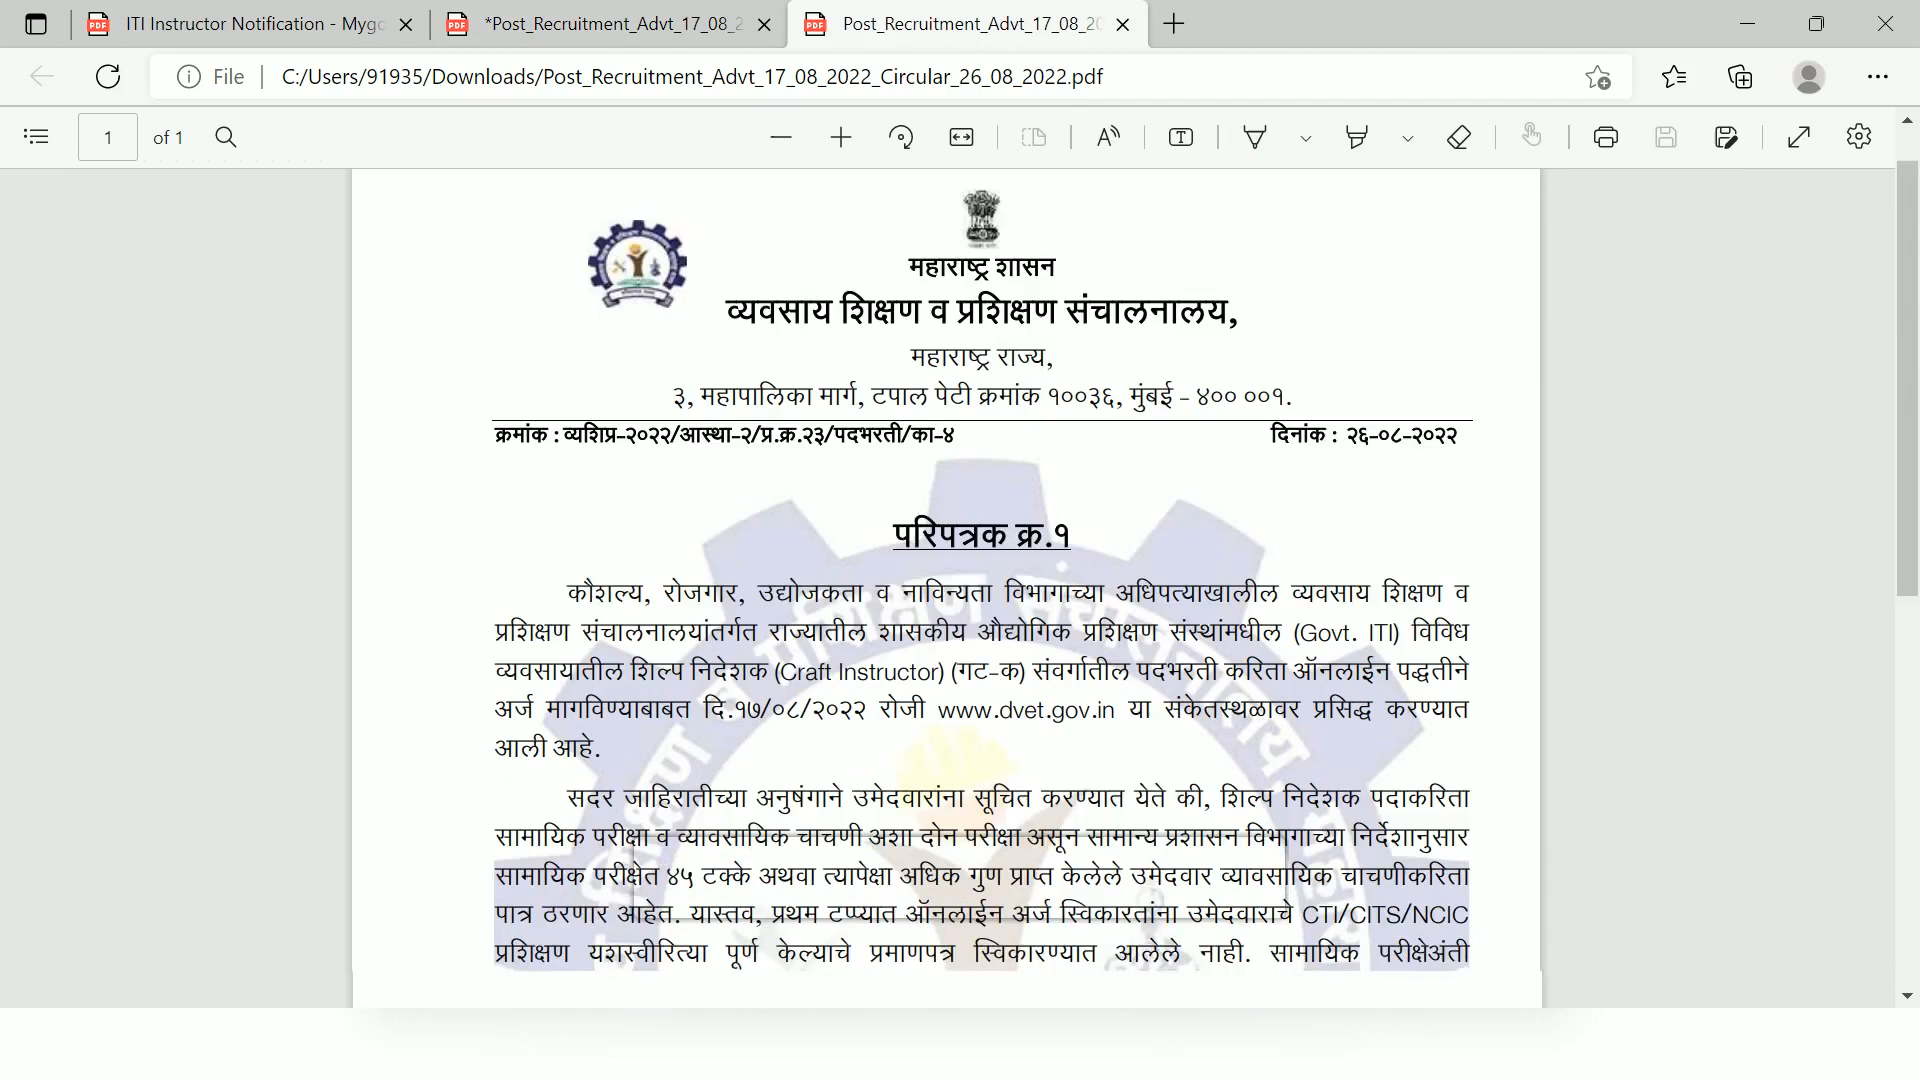 ITI Instructor Notification - Mygo
*Post_Recruitment_Advt_17_08_2
Post_Recruitment_Advt_17_08_20
File
C:/Users/91935/Downloads/Post_Recruitment_Advt_17_08_2022_Circular_26_08_2022.pdf
1 of 1
महाराष्ट्र शासन
व्यवसाय शिक्षण व प्रशिक्षण संचालनालय,
महाराष्ट्र राज्य,
३, महापालिका मार्ग, टपाल पेटी क्रमांक १००३६, मुंबई – ४०० ००१.
क्रमांक : व्यशिप्र-२०२२/आस्था-२/प्र.क्र.२३/पदभरती/का-४ दिनांक : २६-०८-२०२२
परिपत्रक क्र.१
कौशल्य, रोजगार, उद्योजकता व नाविन्यता विभागाच्या अधिपत्याखालील व्यवसाय शिक्षण व
प्रशिक्षण संचालनालयांतर्गत राज्यातील शासकीय औद्योगिक प्रशिक्षण संस्थांमधील (Govt. ITI) विविध
व्यवसायातील शिल्प निदेशक (Craft Instructor) (गट-क) संवर्गातील पदभरती करिता ऑनलाईन पद्धतीने
अर्ज मागविण्याबाबत दि.१७/०८/२०२२ रोजी www.dvet.gov.in या संकेतस्थळावर प्रसिद्ध करण्यात
आली आहे.
सदर जाहिरातीच्या अनुषंगाने उमेदवारांना सूचित करण्यात येते की, शिल्प निदेशक पदाकरिता
सामायिक परीक्षा व व्यावसायिक चाचणी अशा दोन परीक्षा असून सामान्य प्रशासन विभागाच्या निर्देशानुसार
सामायिक परीक्षेत ४५ टक्के अथवा त्यापेक्षा अधिक गुण प्राप्त केलेले उमेदवार व्यावसायिक चाचणीकरिता
पात्र ठरणार आहेत. यास्तव, प्रथम टप्प्यात ऑनलाईन अर्ज स्विकारतांना उमेदवाराचे CTI/CITS/NCIC
प्रशिक्षण यशस्वीरित्या पूर्ण केल्याचे प्रमाणपत्र स्विकारण्यात आलेले नाही. सामायिक परीक्षेअंती